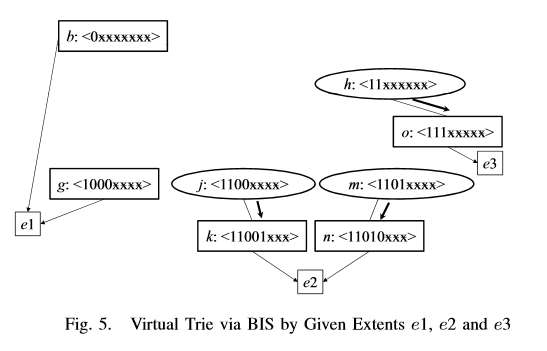 b: <0xxxxxxx>
h: <11xxxxxx>
o: <111xxxxx>
e3
g: <1000xxxx>
j: <1100xxxx>
m: <1101xxxx>
e1
k: <11001xxx>
n: <11010xxx>
e2
Fig. 5. Virtual Trie via BIS by Given Extents e1, e2 and e3